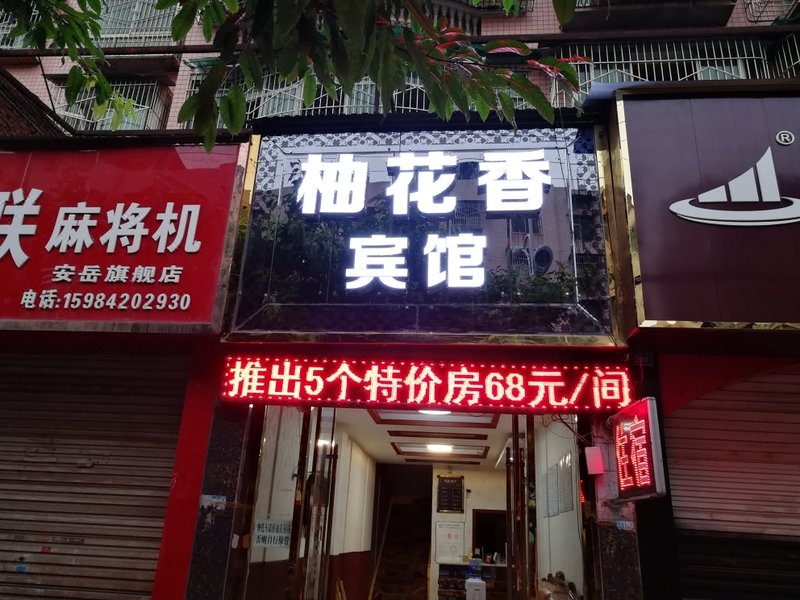 联麻将机
安岳旗舰店
电话:15984202930
柚花香
宾馆
®
推出5个特价房68元/间
住宿